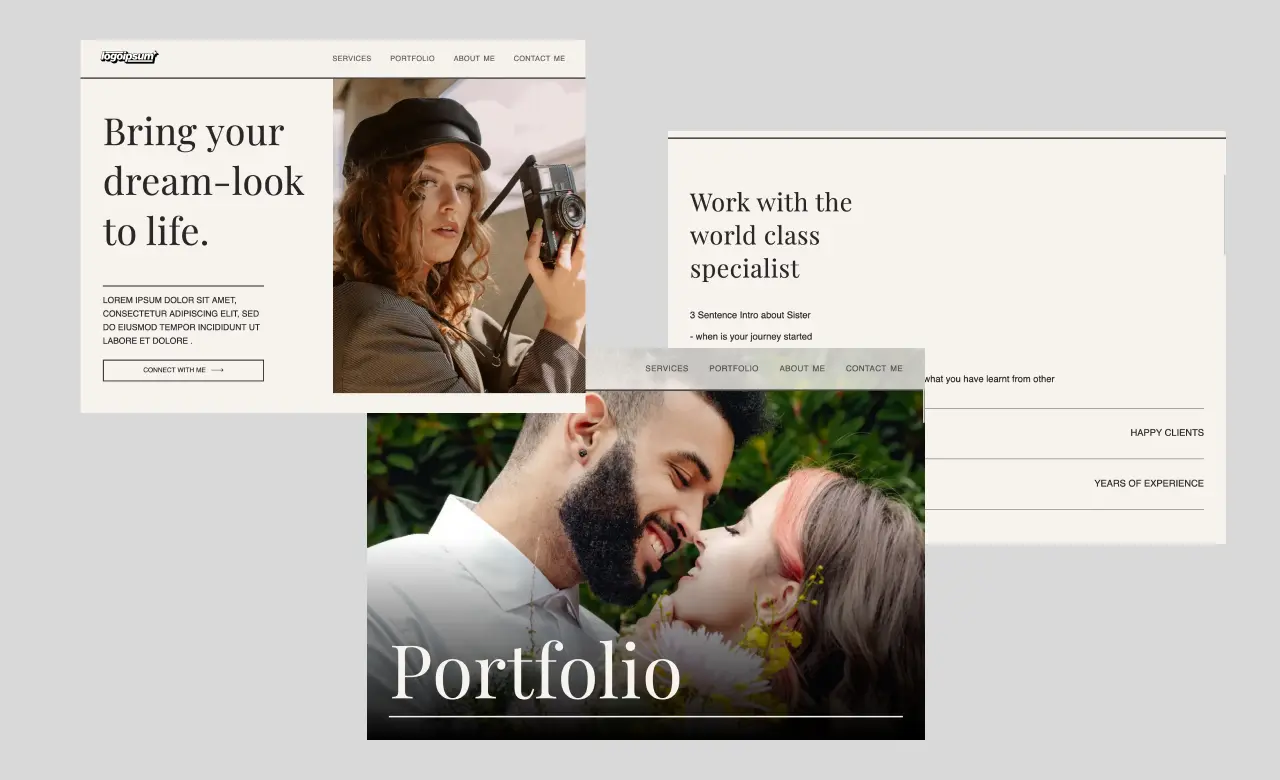 logoipsum
SERVICES PORTFOLIO ABOUT ME CONTACT ME
Bring your
dream-look
to life.
LOREM IPSUM DOLOR SIT AMET,
CONSECTETUR ADIPISCING ELIT, SED
DO EIUSMOD TEMPOR INCIDIDUNT UT
LABORE ET DOLORE .
CONNECT WITH ME ⟶
Work with the
world class
specialist
3 Sentence Intro about Sister
- when is your journey started
what you have learnt from other
HAPPY CLIENTS
YEARS OF EXPERIENCE
SERVICES PORTFOLIO ABOUT ME CONTACT ME
Portfolio